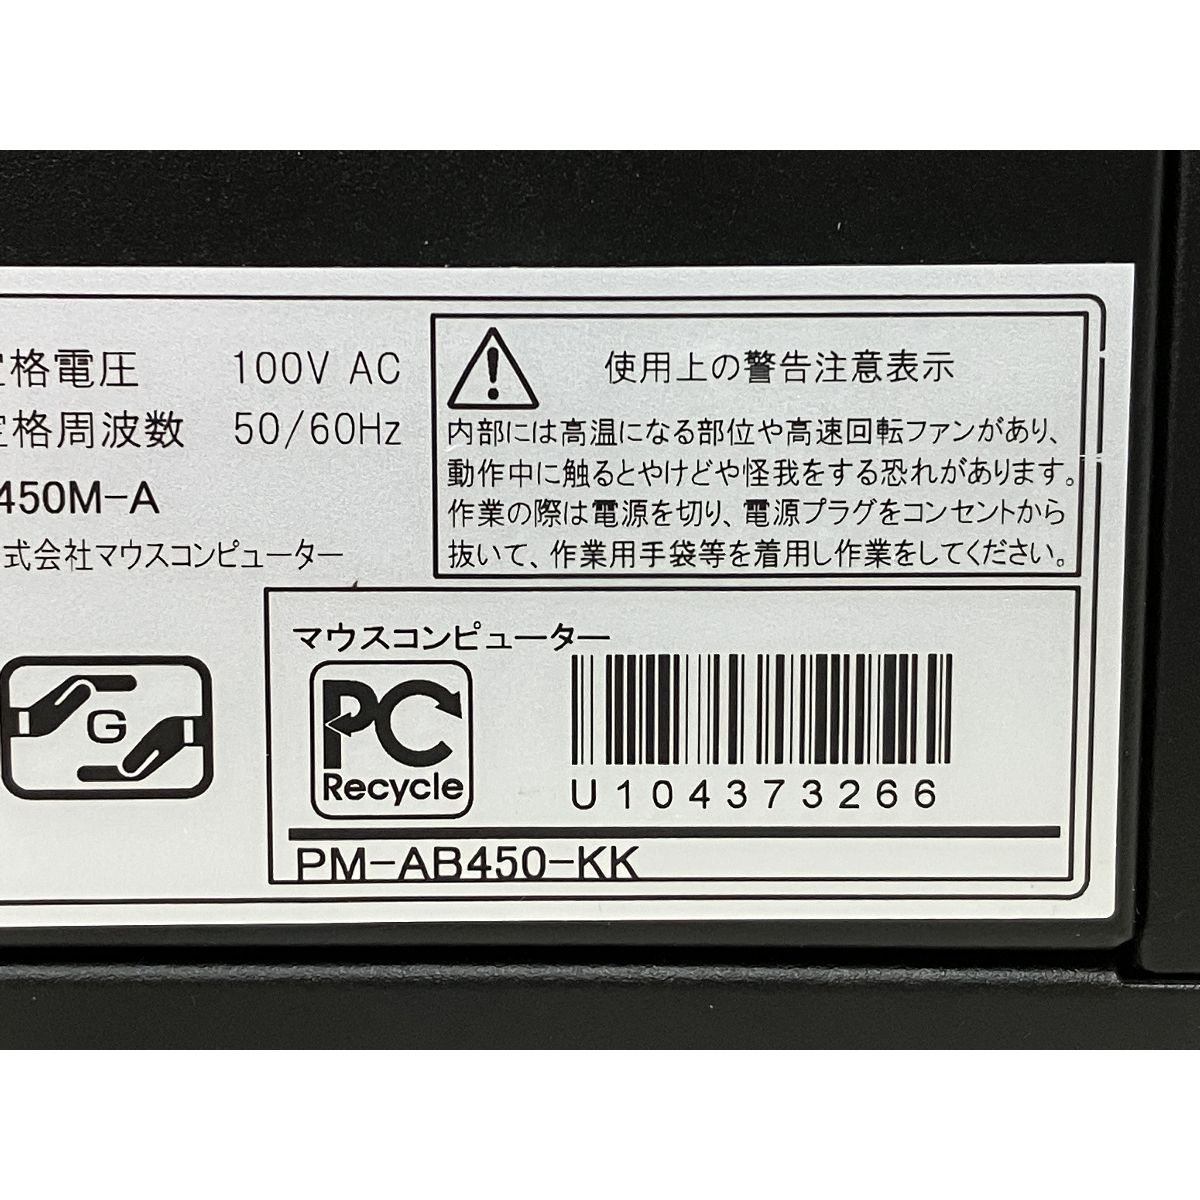 格電圧 100V AC
格周波数 50/60Hz
450M-A
式会社マウスコンピューター
使用上の警告注意表示
内部には高温になる部位や高速回転ファンがあり、
動作中に触るとやけどや怪我をする恐れがあります。
作業の際は電源を切り、電源プラグをコンセントから
抜いて、作業用手袋等を着用し作業をしてください。
G
マウスコンピューター
PC
Recycle
U104373266
PM-AB450-KK